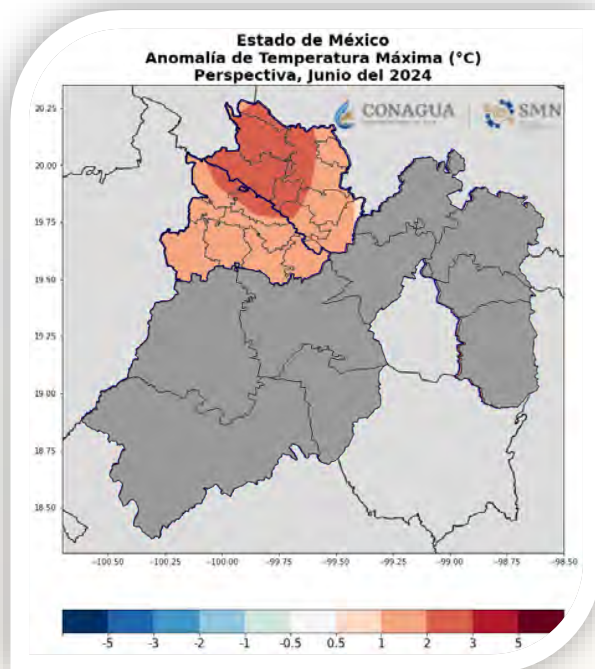 Estado de México
Anomalía de Temperatura Máxima (°C)
Perspectiva, Junio del 2024
CONAGUA SMN
20.25
20.00
19.75
19.50
19.25
19.00
18.75
18.50
-100.50 -100.25 -100.00 -99.75 -99.50 -99.25 -99.00 -98.75 -98.50
-5 -3 -2 -1 -0.5 0.5 1 2 3 5